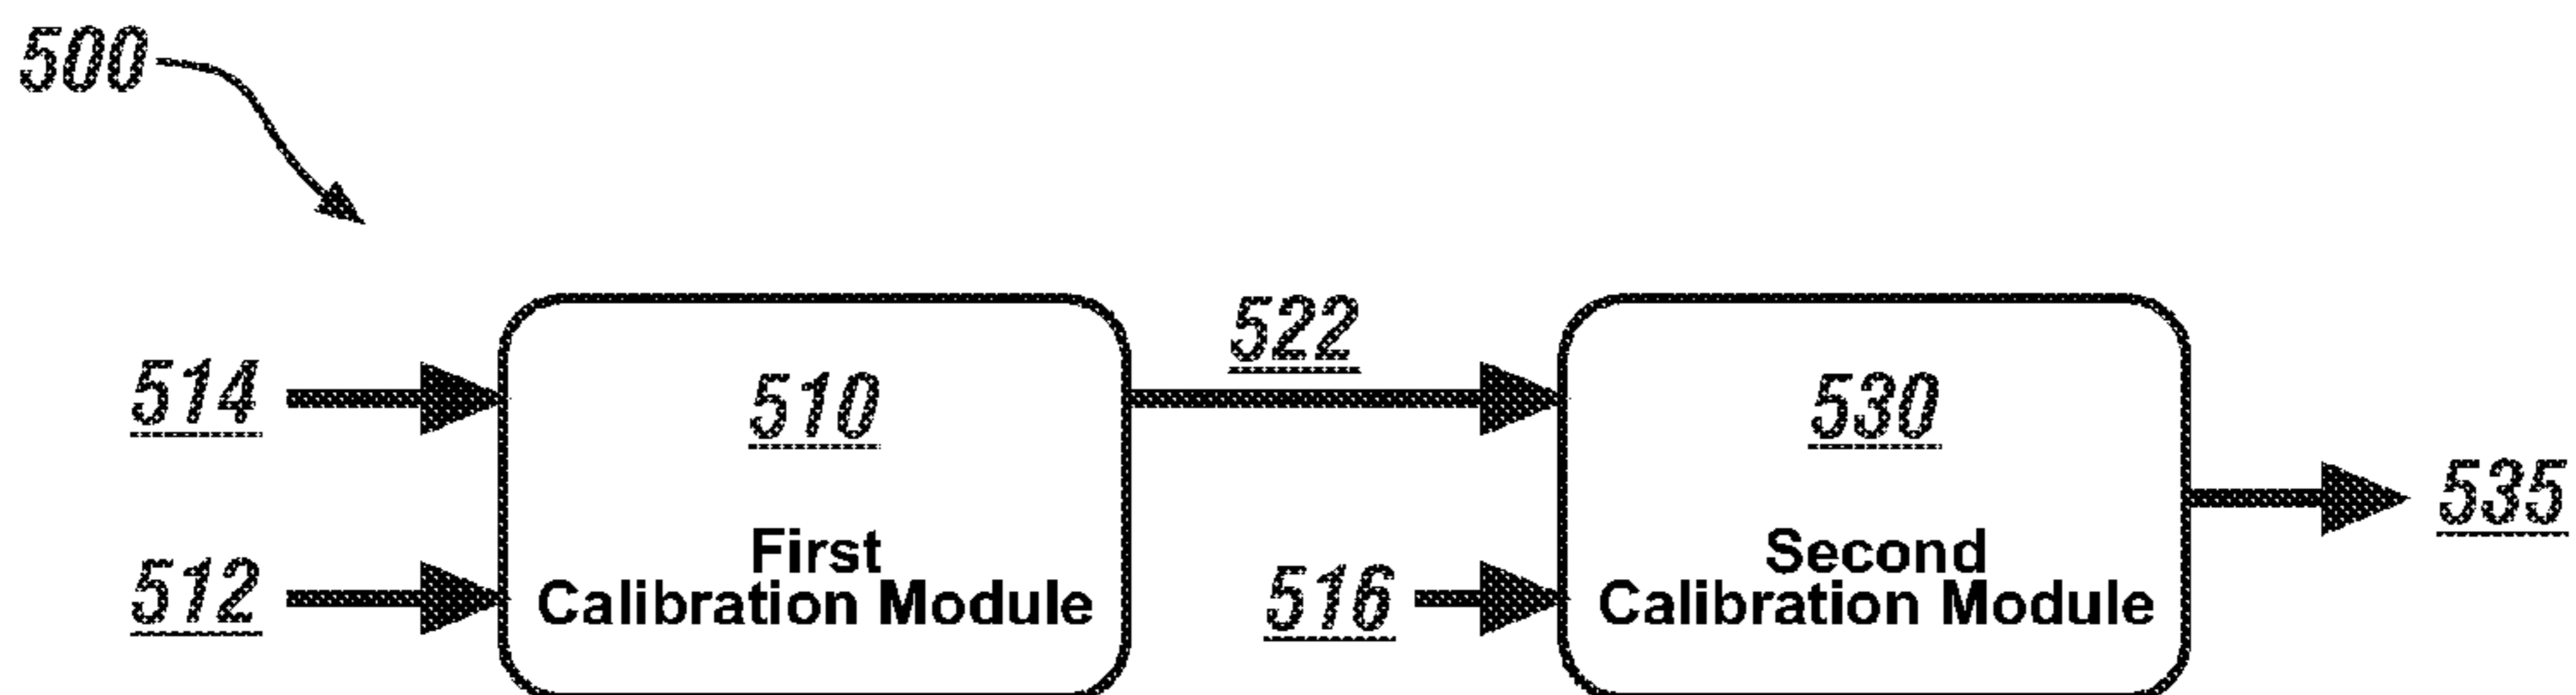 500
522
514
510
530
535
First
Calibration Module
512
516
Second
Calibration Module